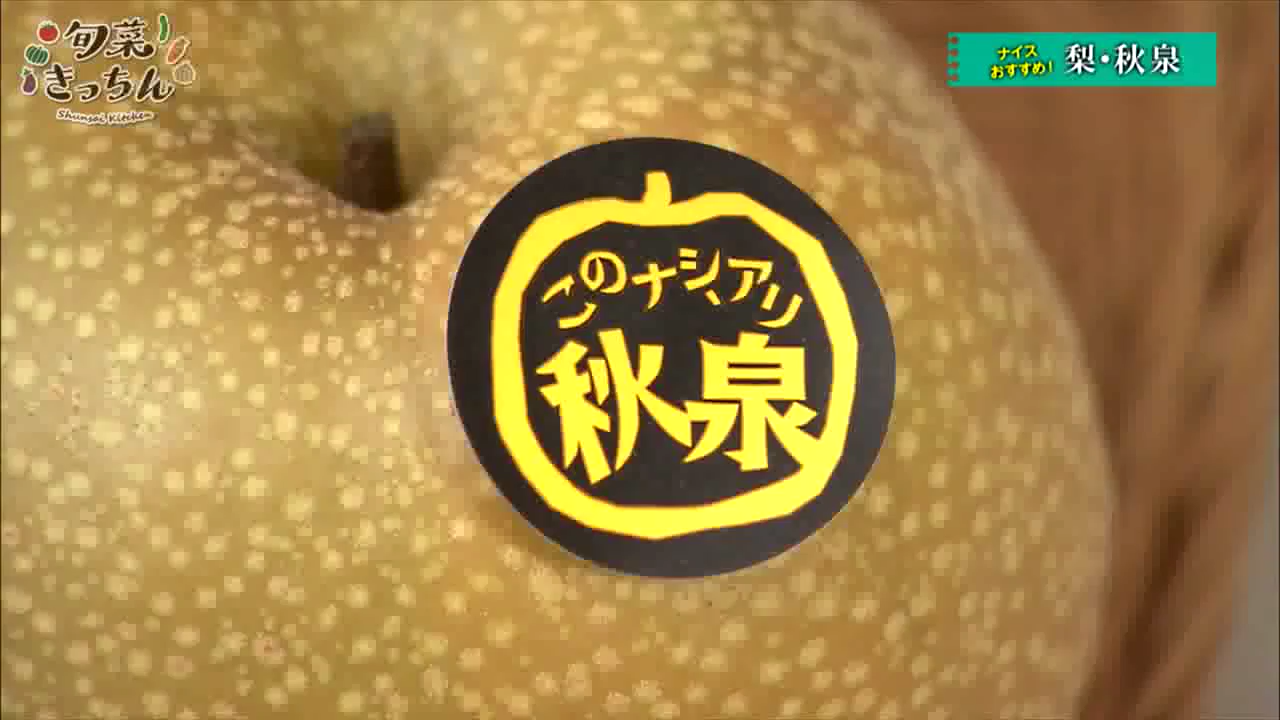 旬菜
きっちん
Shunsai Kitchen
ナイス
おすすめ!
梨・秋泉
このナシ、アリ
秋泉